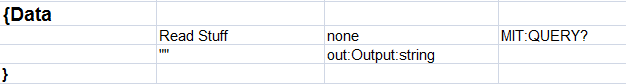 {Data
Read Stuff none MIT:QUERY?
"" out:Output:string
}